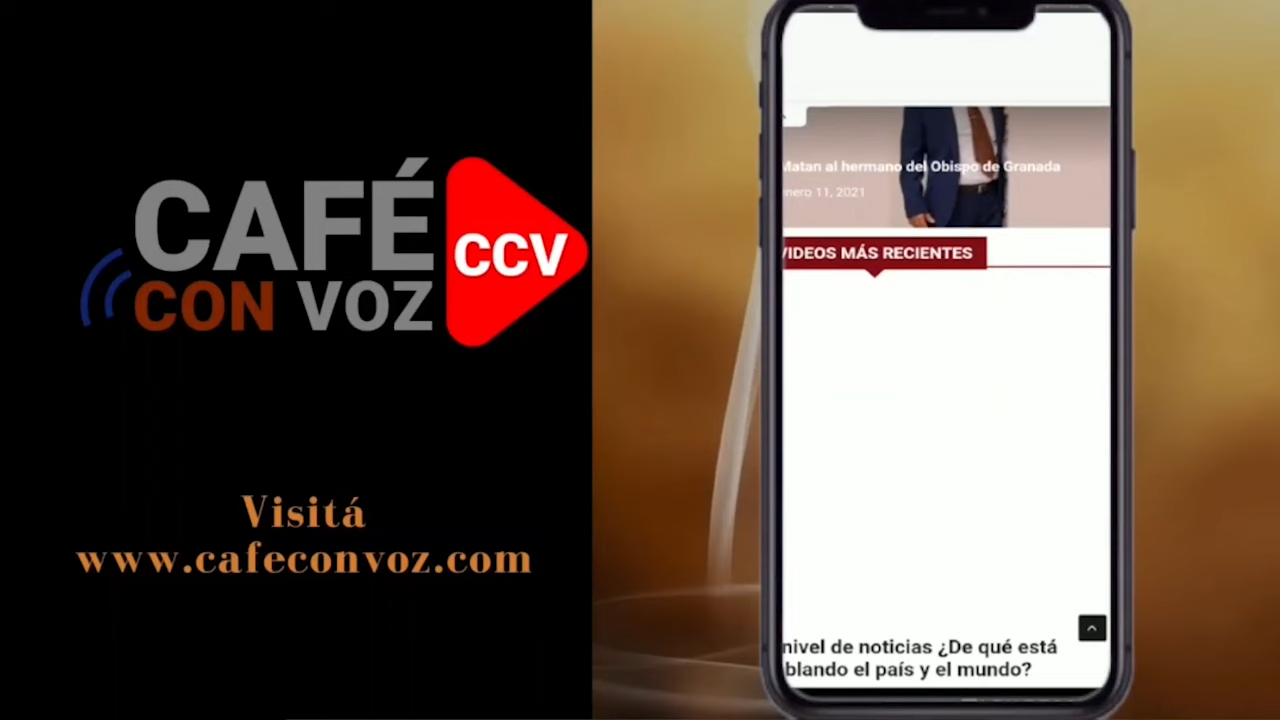 CAFÉ
CON VOZ
CCV
Visitá
www.cafeconvoz.com
Matan al hermano del Obispo de Granada
enero 11, 2021
VIDEOS MÁS RECIENTES
nivel de noticias ¿De qué está
blando el país y el mundo?